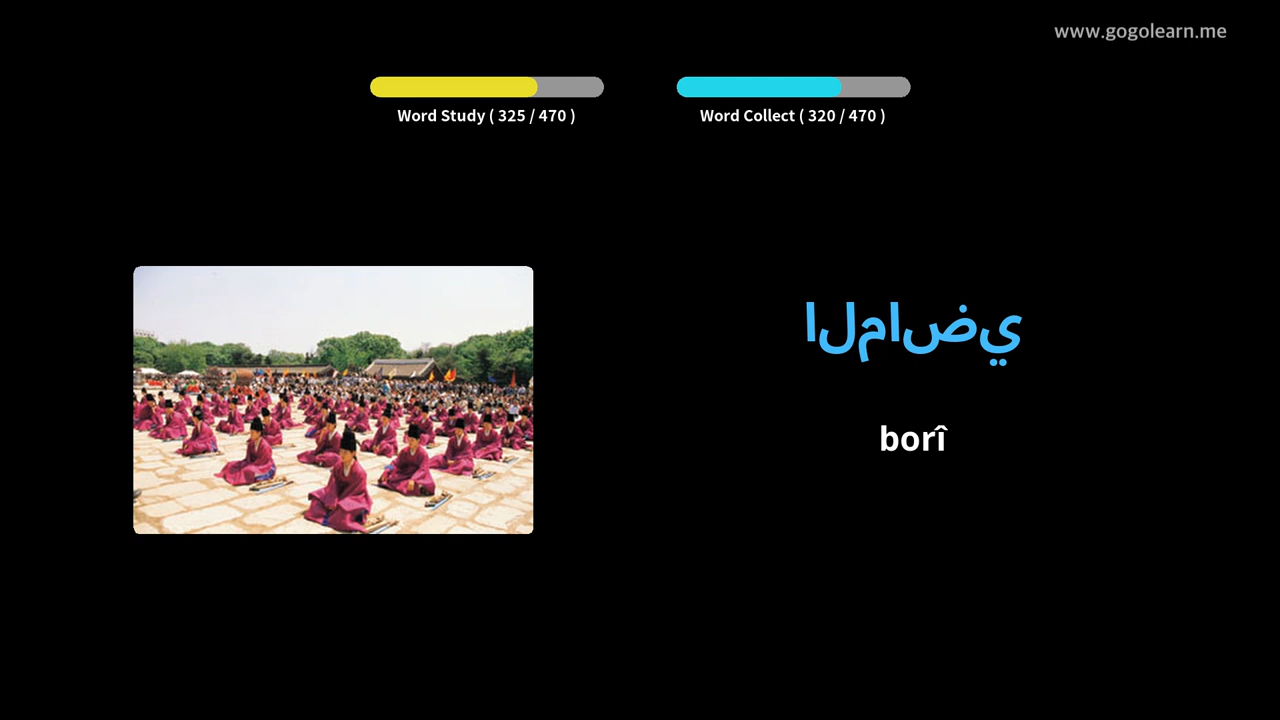 www.gogolearn.me
Word Study ( 325 / 470 )
Word Collect ( 320 / 470 )
الماضي
borî